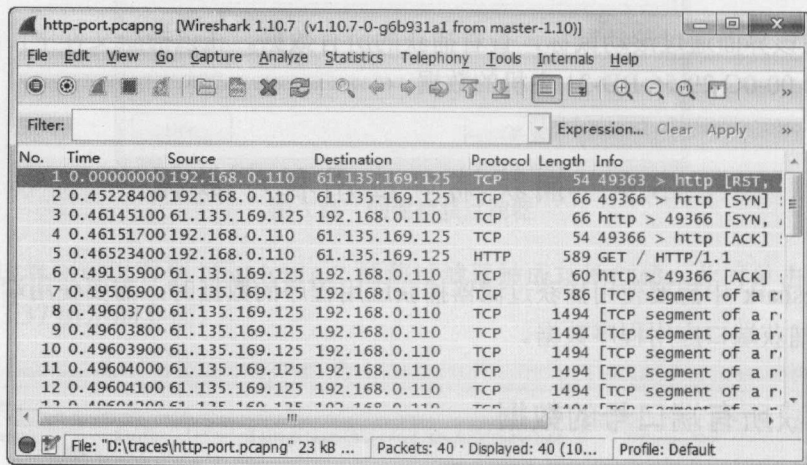 http-port.pcapng [Wireshark 1.10.7 (v1.10.7-0-g6b931a1 from master-1.10)]
File Edit View Go Capture Analyze Statistics Telephony Tools Internals Help
Filter: Expression... Clear Apply »
No. Time Source Destination Protocol Length Info
1 0.00000000 192.168.0.110 61.135.169.125 TCP 54 49363 > http [RST,
2 0.45228400 192.168.0.110 61.135.169.125 TCP 66 49366 > http [SYN]
3 0.46145100 61.135.169.125 192.168.0.110 TCP 66 http > 49366 [SYN,
4 0.46151700 192.168.0.110 61.135.169.125 TCP 54 49366 > http [ACK]
5 0.46523400 192.168.0.110 61.135.169.125 HTTP 589 GET / HTTP/1.1
6 0.49155900 61.135.169.125 192.168.0.110 TCP 60 http > 49366 [ACK]
7 0.49506900 61.135.169.125 192.168.0.110 TCP 586 [TCP segment of a r
8 0.49603700 61.135.169.125 192.168.0.110 TCP 1494 [TCP segment of a r
9 0.49603800 61.135.169.125 192.168.0.110 TCP 1494 [TCP segment of a r
10 0.49603900 61.135.169.125 192.168.0.110 TCP 1494 [TCP segment of a r
11 0.49604000 61.135.169.125 192.168.0.110 TCP 1494 [TCP segment of a r
12 0.49604100 61.135.169.125 192.168.0.110 TCP 1494 [TCP segment of a r
File: "D:\traces\http-port.pcapng" 23 kB ... Packets: 40 · Displayed: 40 (10... Profile: Default